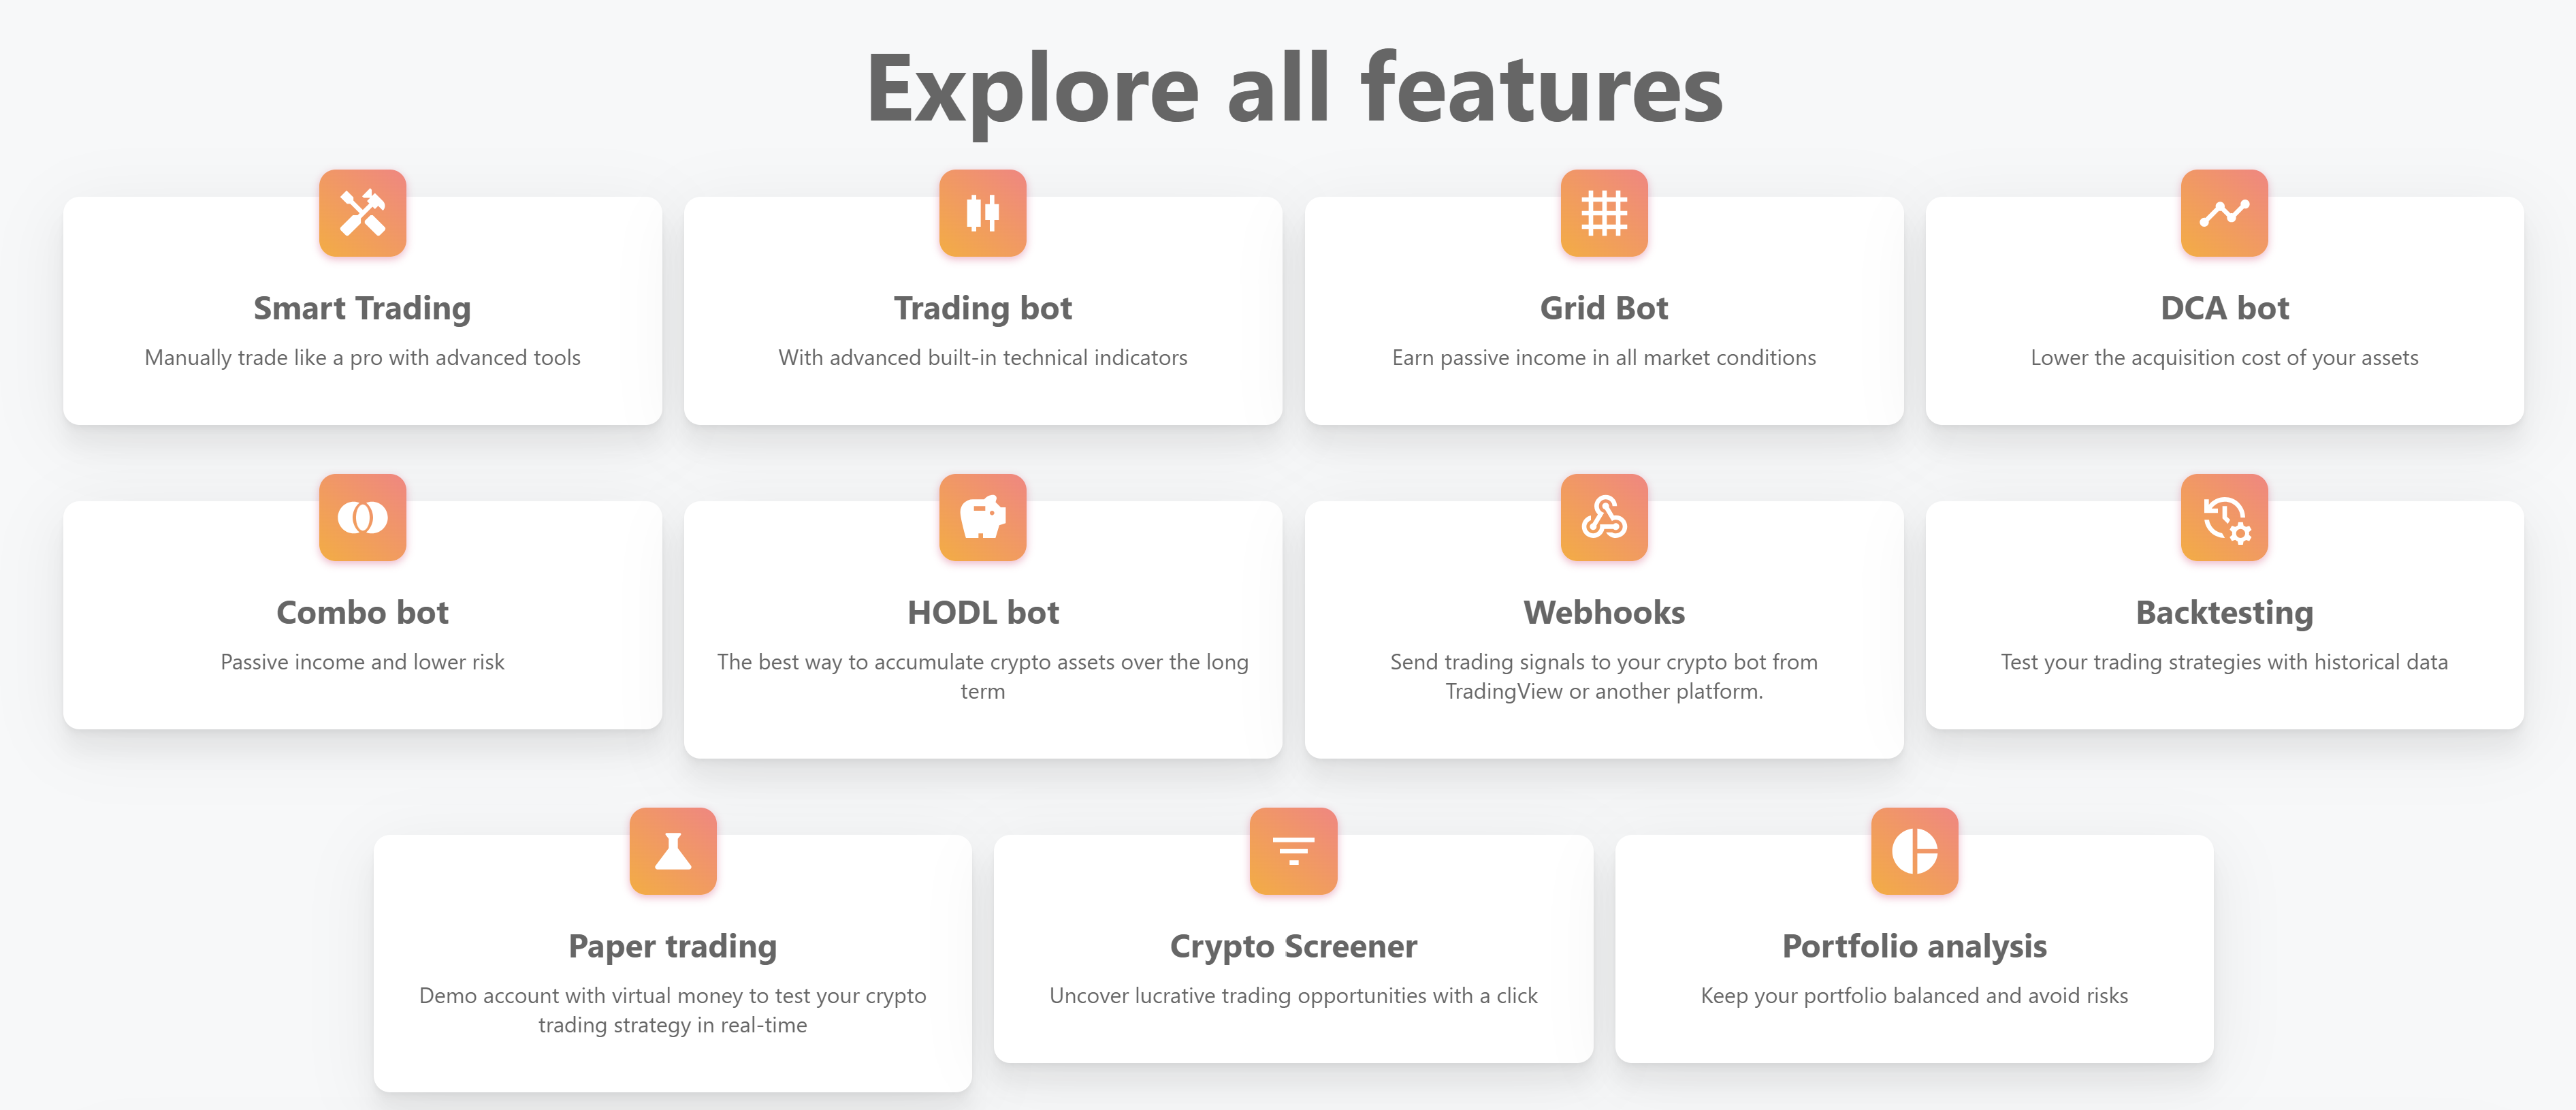 Explore all features
Smart Trading
Manually trade like a pro with advanced tools
Trading bot
With advanced built-in technical indicators
Grid Bot
Earn passive income in all market conditions
DCA bot
Lower the acquisition cost of your assets
Combo bot
Passive income and lower risk
HODL bot
The best way to accumulate crypto assets over the long
term
Webhooks
Send trading signals to your crypto bot from
TradingView or another platform.
Backtesting
Test your trading strategies with historical data
Paper trading
Demo account with virtual money to test your crypto
trading strategy in real-time
Crypto Screener
Uncover lucrative trading opportunities with a click
Portfolio analysis
Keep your portfolio balanced and avoid risks